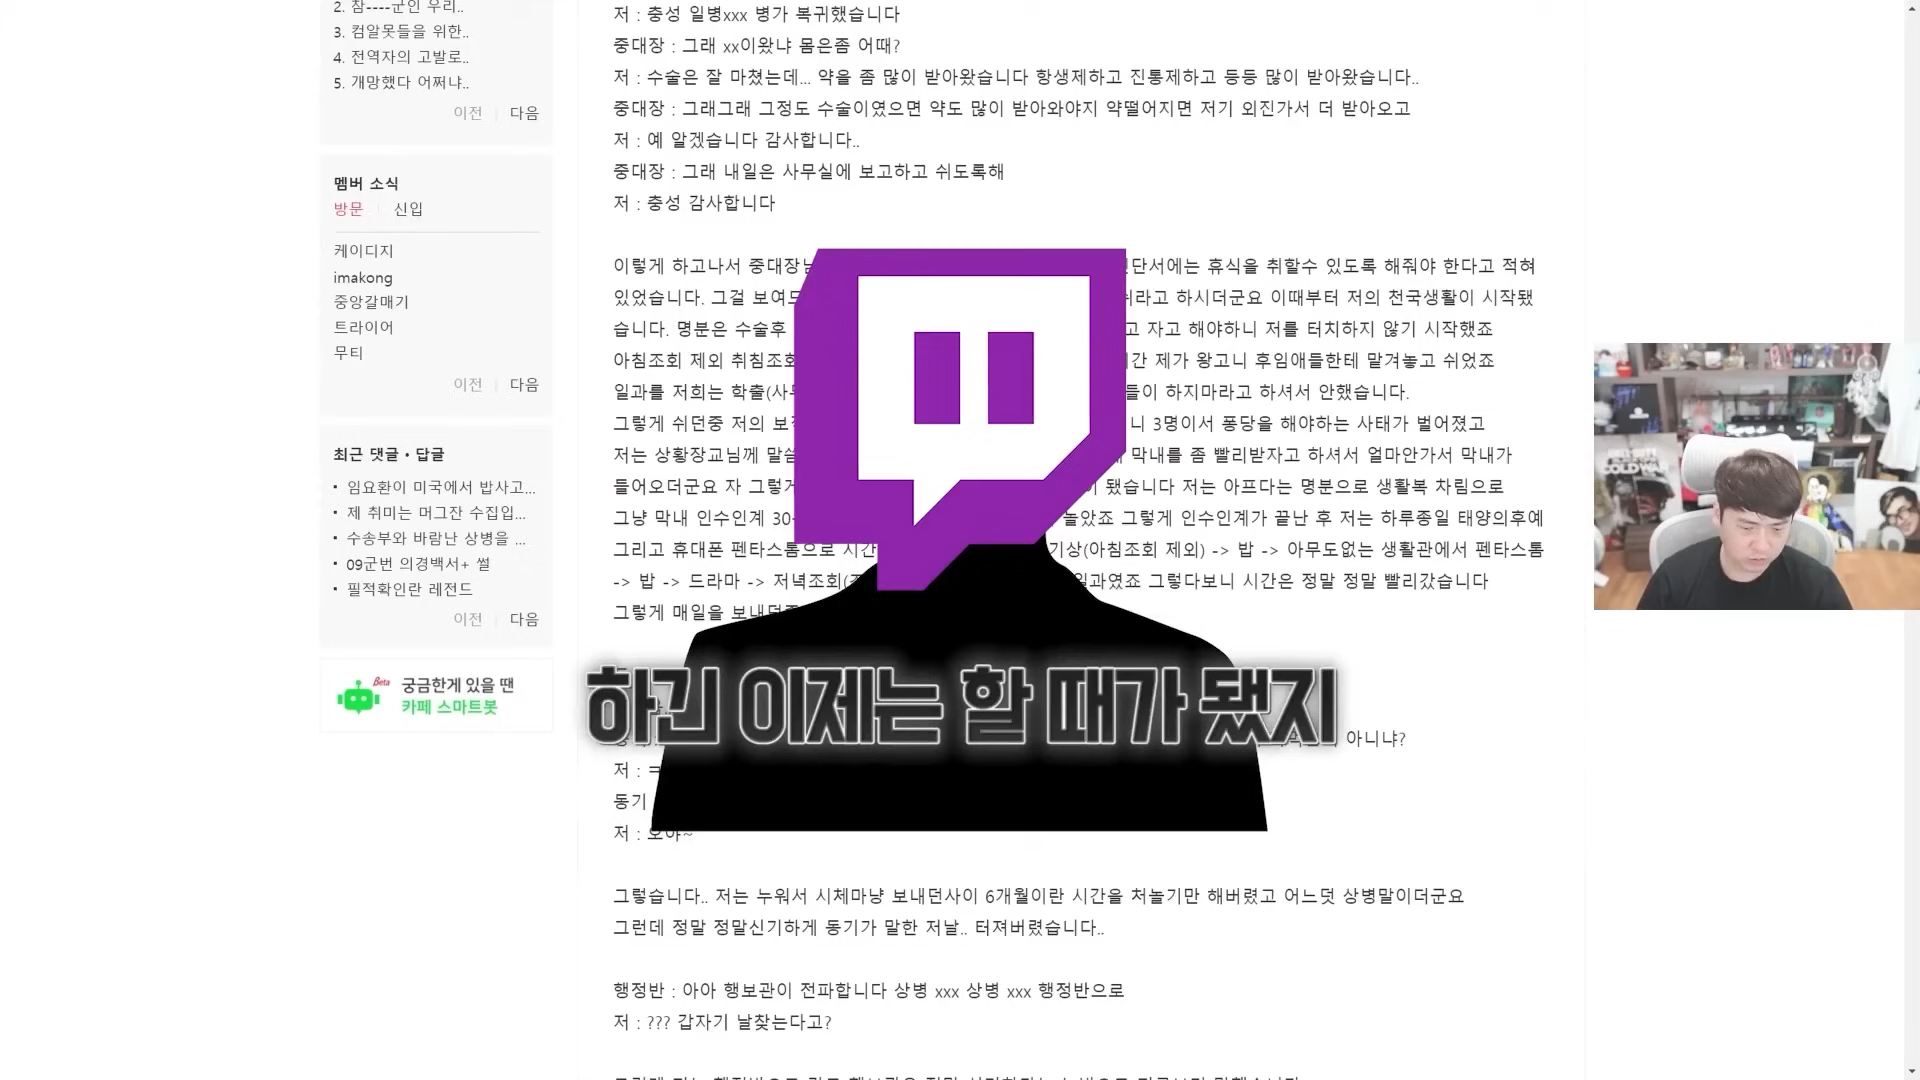 2. 참----군인 우리..
3. 컴알못들을 위한..
4. 전역자의 고발로..
5. 개망했다 어쩌냐..
이전 다음
멤버 소식
방문 신입
케이디지
imakong
중앙갈매기
트라이어
무티
이전 다음
최근 댓글 • 답글
임요환이 미국에서 밥사고...
제 취미는 머그잔 수집입...
수송부와 바람난 상병을 ...
09군번 의경백서+ 썰
필적확인란 레전드
이전 다음
Beta
궁금한게 있을 땐
카페 스마트봇
저 : 충성 일병xxx 병가 복귀했습니다
중대장 : 그래 xx이왔냐 몸은좀 어때?
저 : 수술은 잘 마쳤는데... 약을 좀 많이 받아왔습니다 항생제하고 진통제하고 등등 많이 받아왔습니다..
중대장 : 그래그래 그정도 수술이였으면 약도 많이 받아와야지 약떨어지면 저기 외진가서 더 받아오고
저 : 예 알겠습니다 감사합니다..
중대장 : 그래 내일은 사무실에 보고하고 쉬도록해
저 : 충성 감사합니다
이렇게 하고나서 중대장님 진단서에는 휴식을 취할수 있도록 해줘야 한다고 적혀
있었습니다. 그걸 보여드 쉬라고 하시더군요 이때부터 저의 천국생활이 시작됐
습니다. 명분은 수술후 고 자고 해야하니 저를 터치하지 않기 시작했죠
아침조회 제외 취침조회 간 제가 왕고니 후임애들한테 맡겨놓고 쉬었죠
일과를 저희는 학출(사무 들이 하지마라고 하셔서 안했습니다.
그렇게 쉬던중 저의 보직 니 3명이서 퐁당을 해야하는 사태가 벌어졌고
저는 상황장교님께 말씀 막내를 좀 빨리받자고 하셔서 얼마안가서 막내가
들어오더군요 자 그렇게 이 됐습니다 저는 아프다는 명분으로 생활복 차림으로
그냥 막내 인수인계 30 놀았죠 그렇게 인수인계가 끝난 후 저는 하루종일 태양의후예
그리고 휴대폰 펜타스톰으로 시간 기상(아침조회 제외) -> 밥 -> 아무도없는 생활관에서 펜타스톰
-> 밥 -> 드라마 -> 저녁조회( 일과였죠 그렇다보니 시간은 정말 정말 빨리갔습니다
그렇게 매일을 보내던중
하긴 이제는 할 때가 됐지
아니냐?
저 :
동기
저 : 오야~
그렇습니다.. 저는 누워서 시체마냥 보내던사이 6개월이란 시간을 처놀기만 해버렸고 어느덧 상병말이더군요
그런데 정말 정말신기하게 동기가 말한 저날.. 터져버렸습니다..
행정반 : 아아 행보관이 전파합니다 상병 xxx 상병 xxx 행정반으로
저 : ??? 갑자기 날찾는다고?